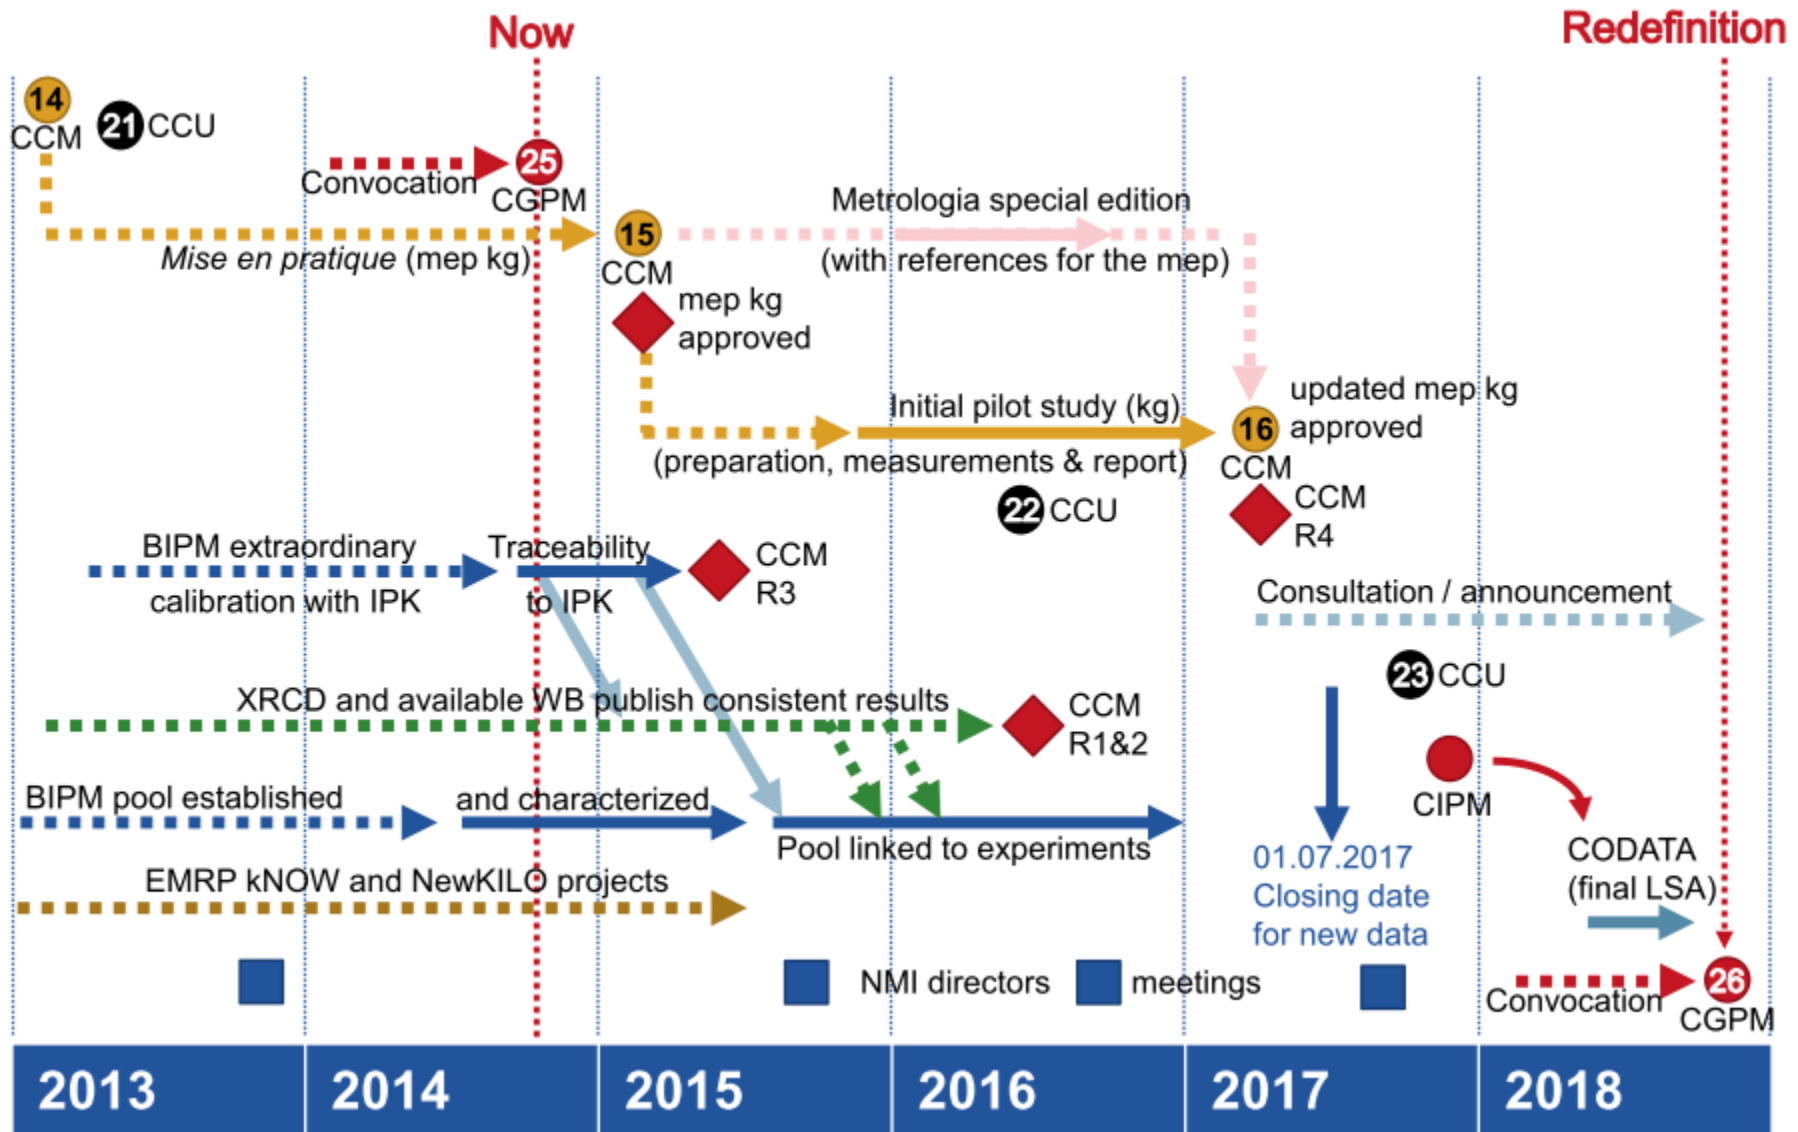 Now
Redefinition
14
CCM
21 CCU
Convocation
25
CGPM
Mise en pratique (mep kg)
15
CCM
mep kg
approved
Metrologia special edition
(with references for the mep)
Initial pilot study (kg)
(preparation, measurements & report)
updated mep kg
approved
16
CCM
22 CCU
CCM
R4
BIPM extraordinary
calibration with IPK
Traceability
to IPK
CCM
R3
Consultation / announcement
23 CCU
XRCD and available WB publish consistent results
CCM
R1&2
CIPM
BIPM pool established
and characterized
Pool linked to experiments
01.07.2017
Closing date
for new data
CODATA
(final LSA)
EMRP kNOW and NewKILO projects
NMI directors meetings
Convocation
26
CGPM
2013 2014 2015 2016 2017 2018